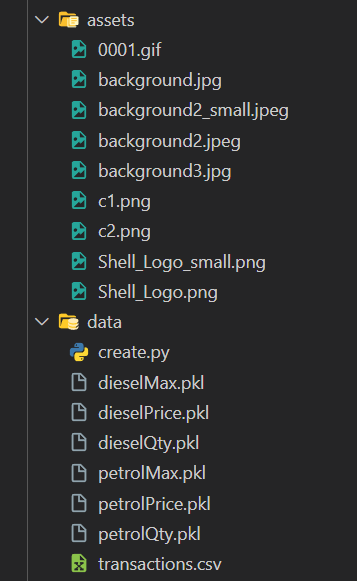 assets
0001.gif
background.jpg
background2_small.jpeg
background2.jpeg
background3.jpg
c1.png
c2.png
Shell_Logo_small.png
Shell_Logo.png
data
create.py
dieselMax.pkl
dieselPrice.pkl
dieselQty.pkl
petrolMax.pkl
petrolPrice.pkl
petrolQty.pkl
transactions.csv